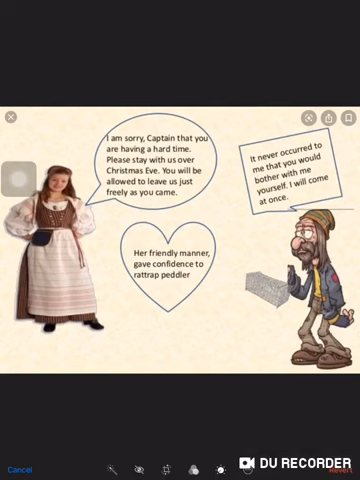 I am sorry, Captain that you
are having a hard time.
Please stay with us over
Christmas Eve. You will be
allowed to leave us just
freely as you came.
It never occurred to
me that you would
bother with me
yourself. I will come
at once.
Her friendly manner,
gave confidence to
rattrap peddler
Cancel
Revert
DU RECORDER